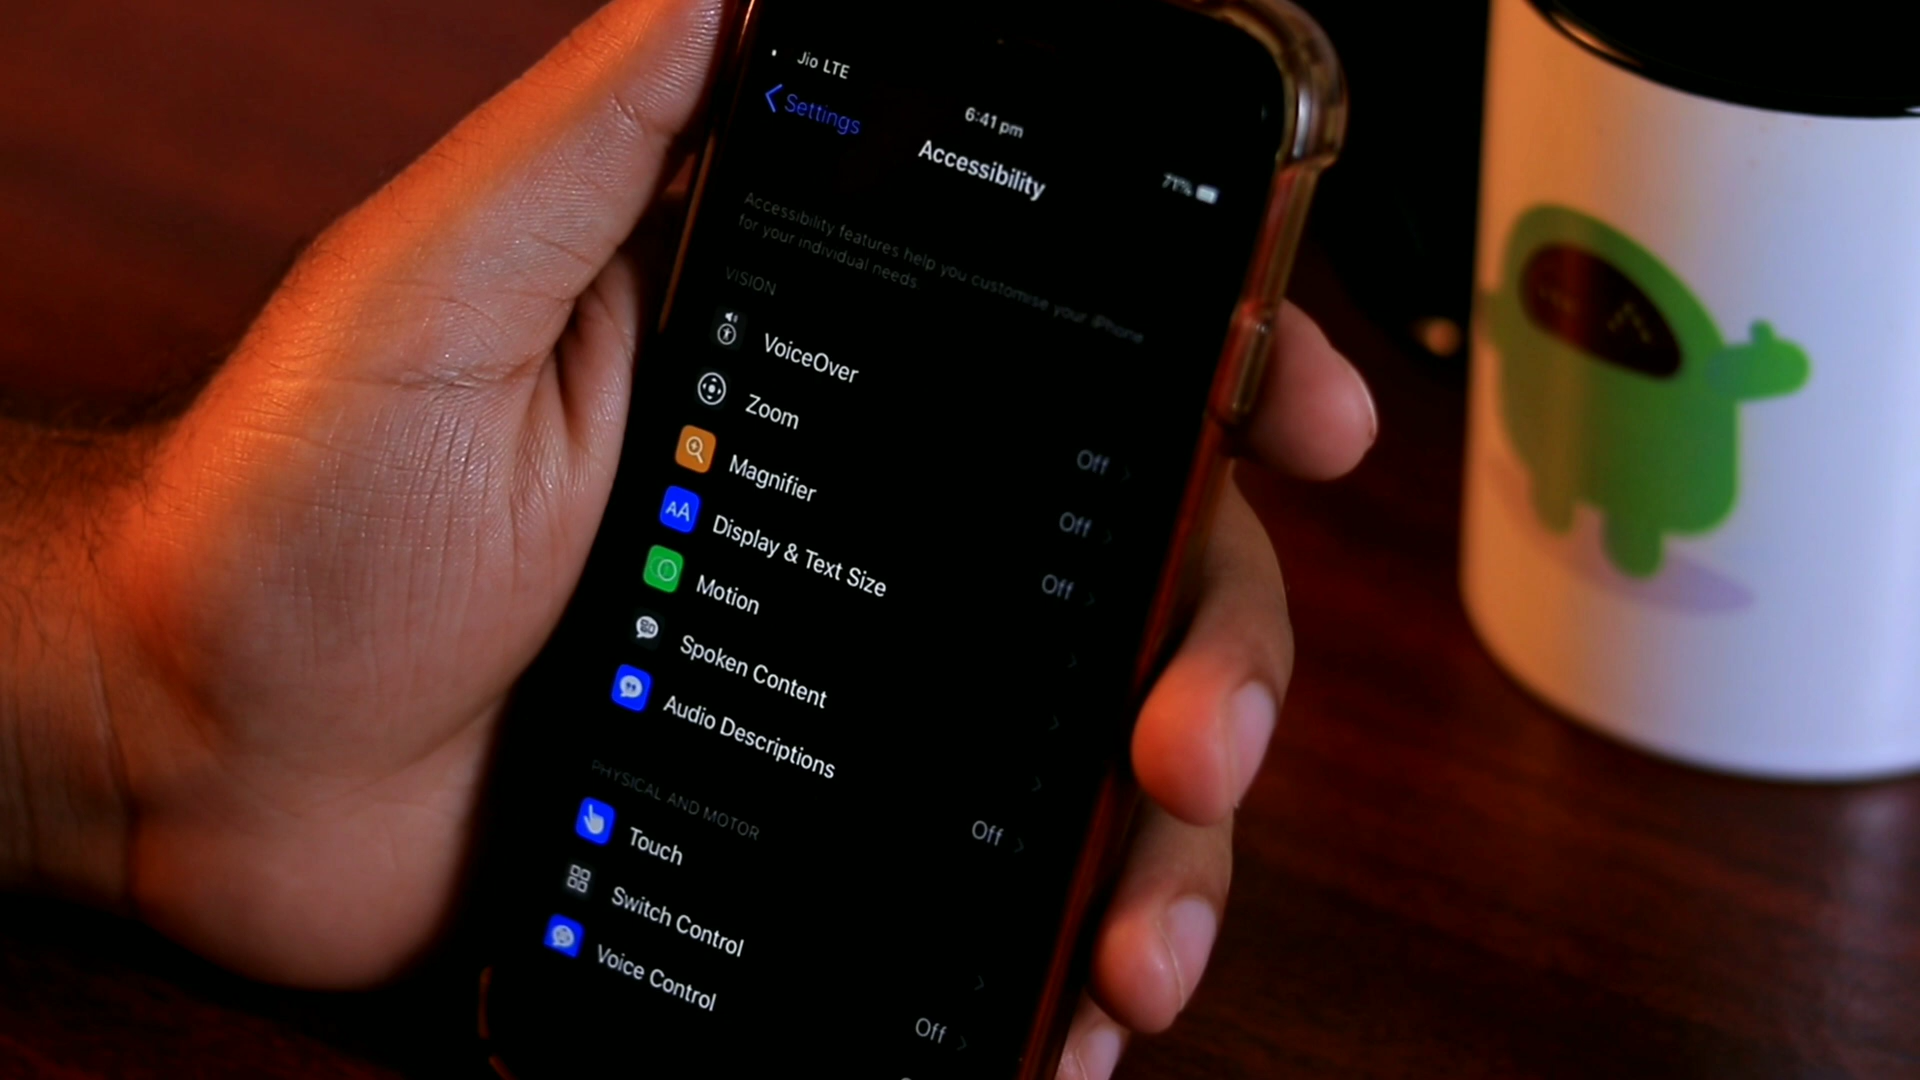 Jio LTE
6:41 pm
71%
Settings
Accessibility
Accessibility features help you customise your iPhone
for your individual needs.
VISION
VoiceOver Off
Zoom Off
Magnifier Off
AA Display & Text Size
Motion
Spoken Content
Audio Descriptions Off
PHYSICAL AND MOTOR
Touch
Switch Control Off
Voice Control